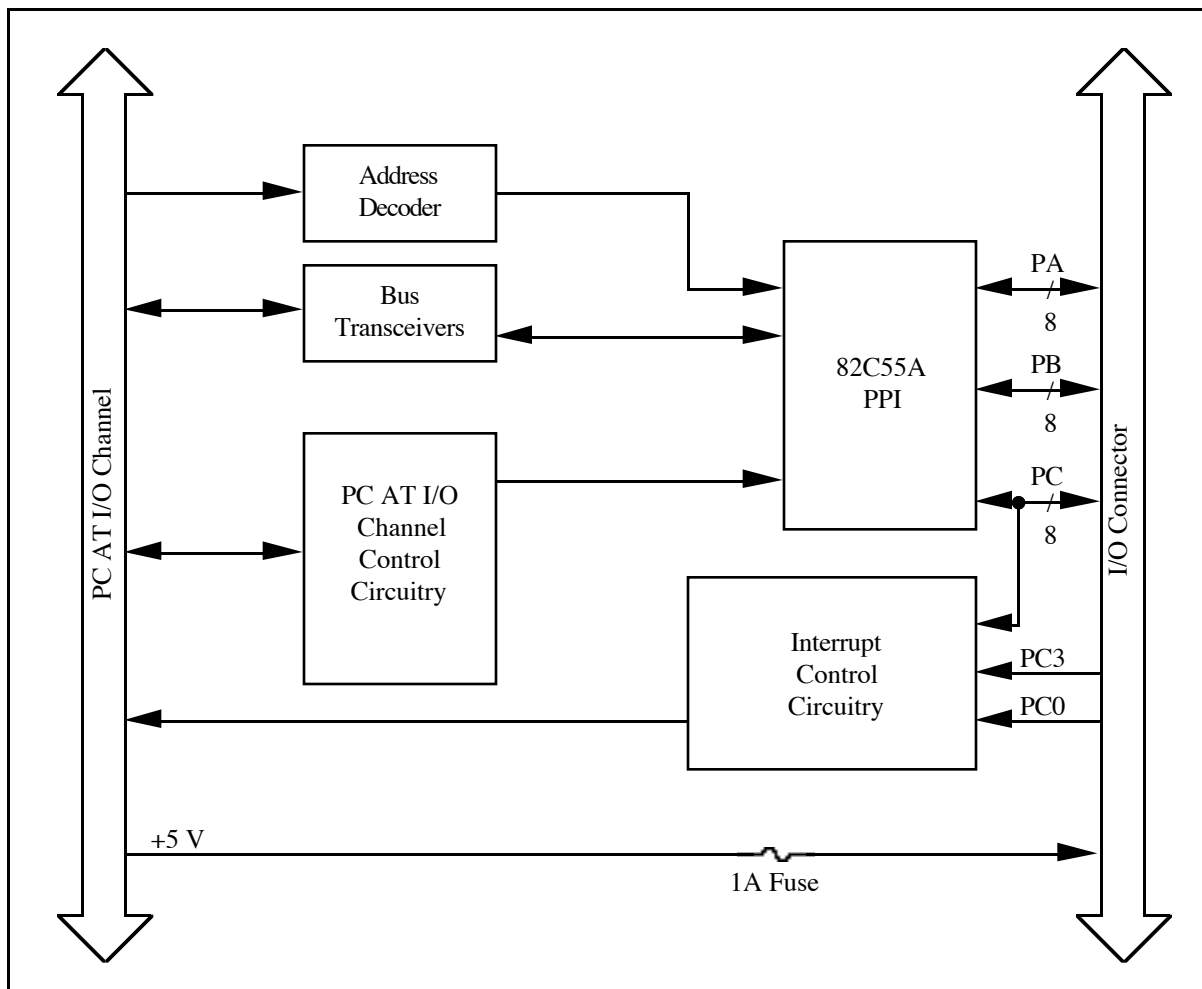 PC AT I/O Channel
Address
Decoder
Bus
Transceivers
PC AT I/O
Channel
Control
Circuitry
82C55A
PPI
PA
8
PB
8
PC
8
Interrupt
Control
Circuitry
PC3
PC0
+5 V
1A Fuse
I/O Connector